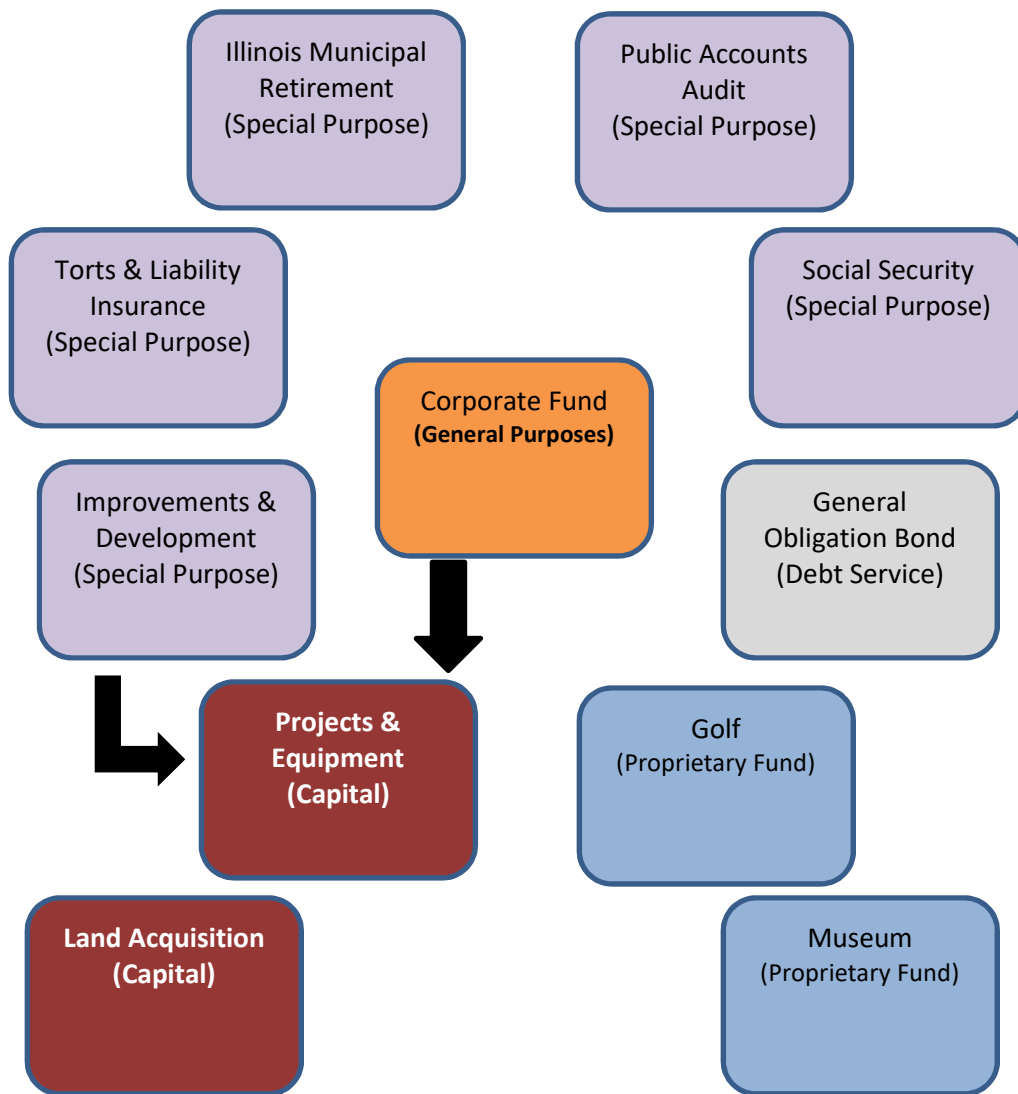 Illinois Municipal
Retirement
(Special Purpose)
Public Accounts
Audit
(Special Purpose)
Torts & Liability
Insurance
(Special Purpose)
Social Security
(Special Purpose)
Corporate Fund
(General Purposes)
Improvements &
Development
(Special Purpose)
General
Obligation Bond
(Debt Service)
Projects &
Equipment
(Capital)
Golf
(Proprietary Fund)
Land Acquisition
(Capital)
Museum
(Proprietary Fund)